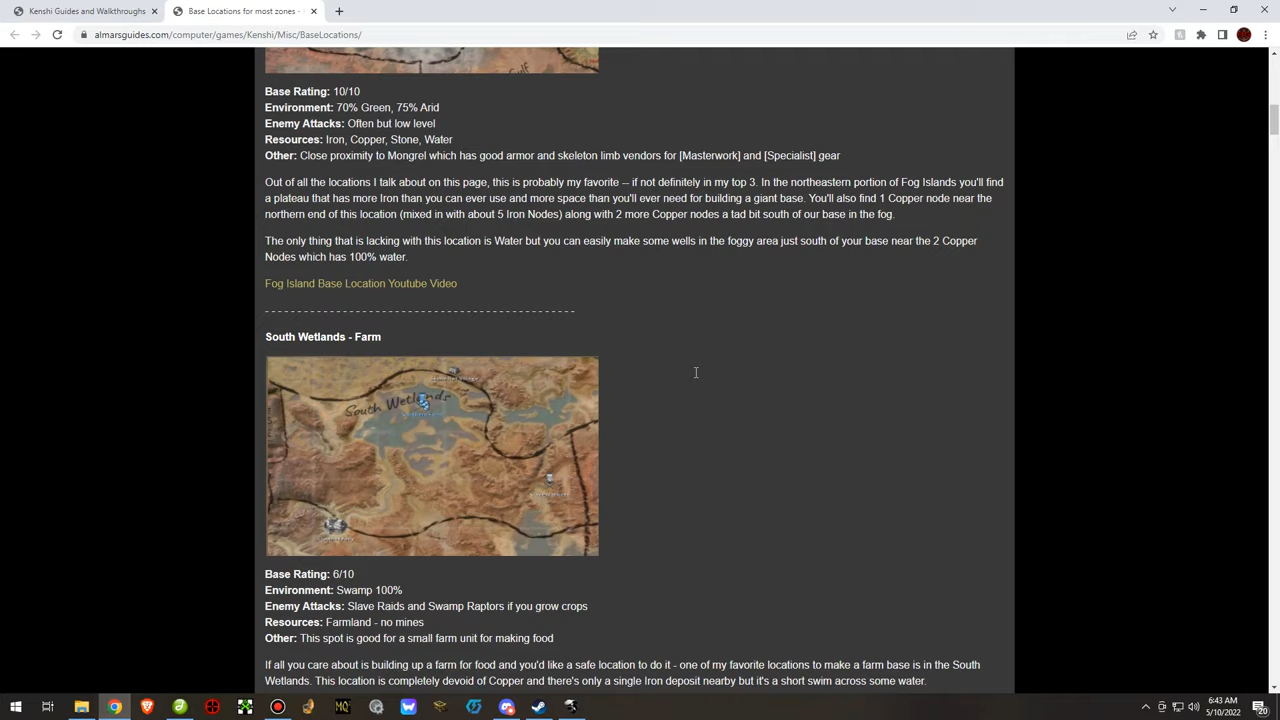 Kenshi Guides and Walkthroughs
Base Locations for most zones -
almarsguides.com/computer/games/Kenshi/Misc/BaseLocations/
Gulf
Base Rating: 10/10
Environment: 70% Green, 75% Arid
Enemy Attacks: Often but low level
Resources: Iron, Copper, Stone, Water
Other: Close proximity to Mongrel which has good armor and skeleton limb vendors for [Masterwork] and [Specialist] gear
Out of all the locations I talk about on this page, this is probably my favorite -- if not definitely in my top 3. In the northeastern portion of Fog Islands you'll find
a plateau that has more Iron than you can ever use and more space than you'll ever need for building a giant base. You'll also find 1 Copper node near the
northern end of this location (mixed in with about 5 Iron Nodes) along with 2 more Copper nodes a tad bit south of our base in the fog.
The only thing that is lacking with this location is Water but you can easily make some wells in the foggy area just south of your base near the 2 Copper
Nodes which has 100% water.
Fog Island Base Location Youtube Video
- - - - - - - - - - - - - - - - - - - - - - - - - - - - - - - - - - - - - - - - - - - - - - -
South Wetlands - Farm
South Wetlands
Base Rating: 6/10
Environment: Swamp 100%
Enemy Attacks: Slave Raids and Swamp Raptors if you grow crops
Resources: Farmland - no mines
Other: This spot is good for a small farm unit for making food
If all you care about is building up a farm for food and you'd like a safe location to do it - one of my favorite locations to make a farm base is in the South
Wetlands. This location is completely devoid of Copper and there's only a single Iron deposit nearby but it's a short swim across some water.
MQ
6:43 AM
5/10/2022
20